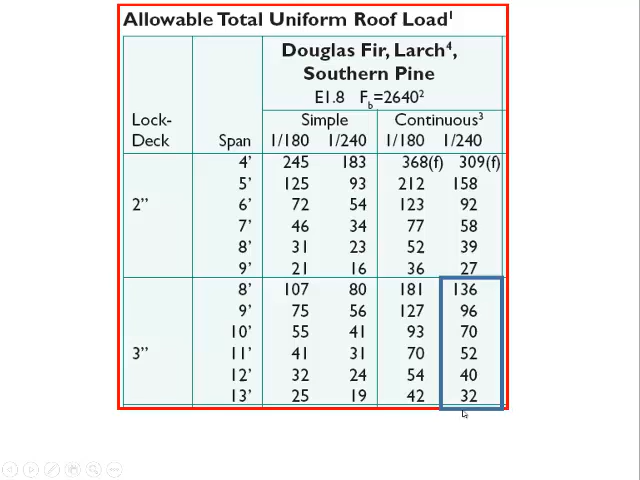 Allowable Total Uniform Roof Load¹
Douglas Fir, Larch⁴,
Southern Pine
E1.8 Fb=2640²
Lock- Simple Continuous³
Deck Span 1/180 1/240 1/180 1/240
4’ 245 183 368(f) 309(f)
5’ 125 93 212 158
2” 6’ 72 54 123 92
7’ 46 34 77 58
8’ 31 23 52 39
9’ 21 16 36 27
8’ 107 80 181 136
9’ 75 56 127 96
10’ 55 41 93 70
3” 11’ 41 31 70 52
12’ 32 24 54 40
13’ 25 19 42 32